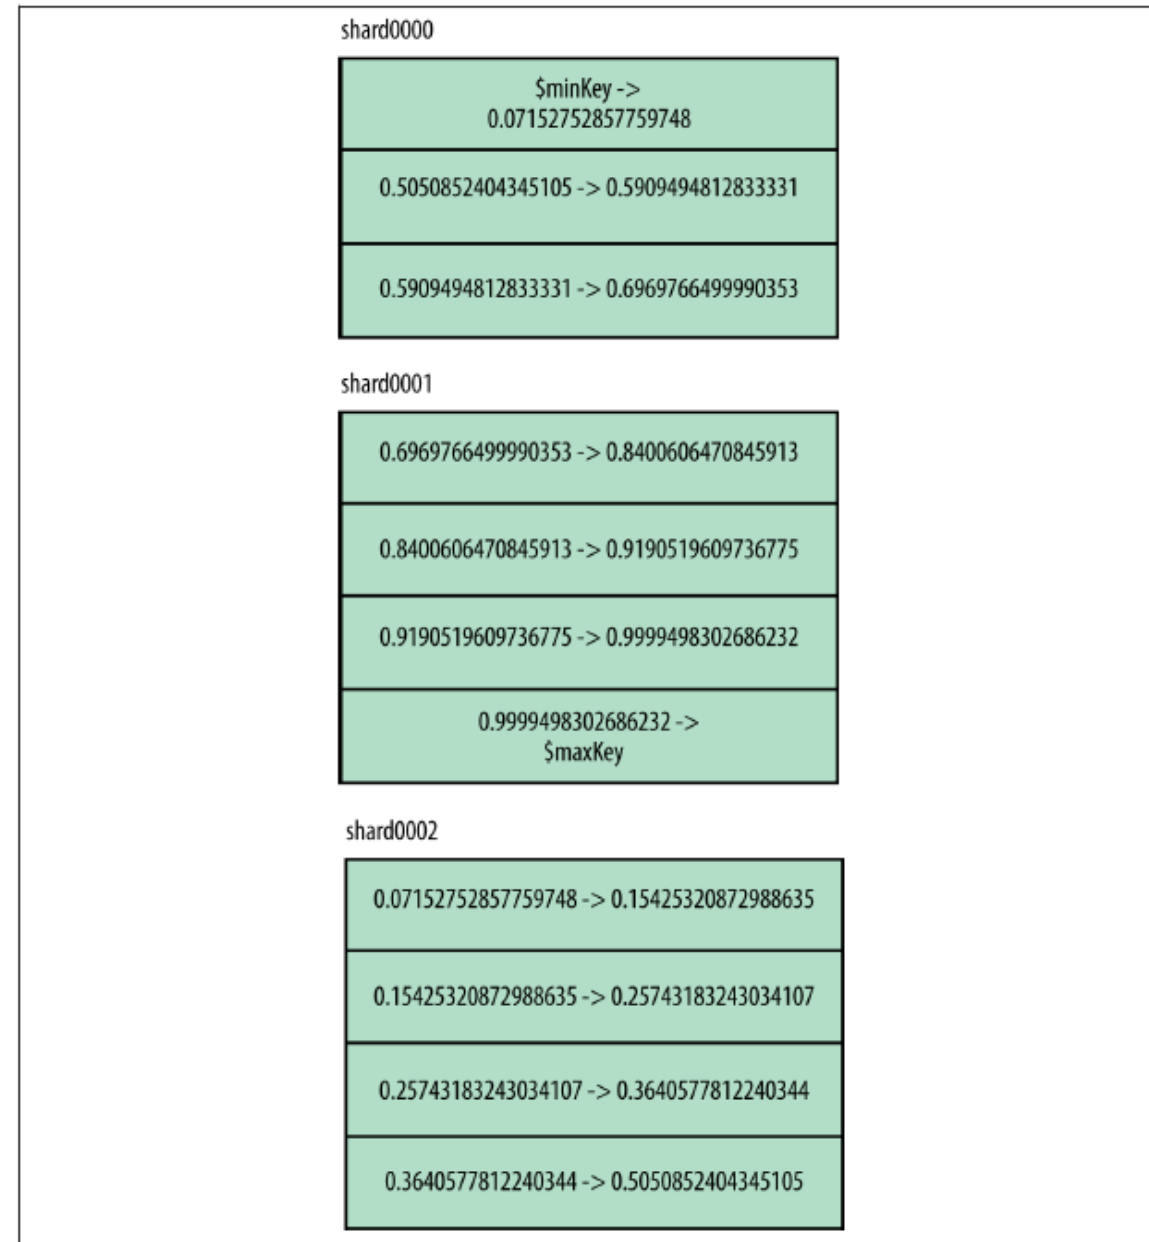 shard0000
$minKey ->
0.07152752857759748
0.5050852404345105 -> 0.5909494812833331
0.5909494812833331 -> 0.6969766499990353
shard0001
0.6969766499990353 -> 0.8400606470845913
0.8400606470845913 -> 0.9190519609736775
0.9190519609736775 -> 0.9999498302686232
0.9999498302686232 ->
$maxKey
shard0002
0.07152752857759748 -> 0.15425320872988635
0.15425320872988635 -> 0.25743183243034107
0.25743183243034107 -> 0.3640577812240344
0.3640577812240344 -> 0.5050852404345105